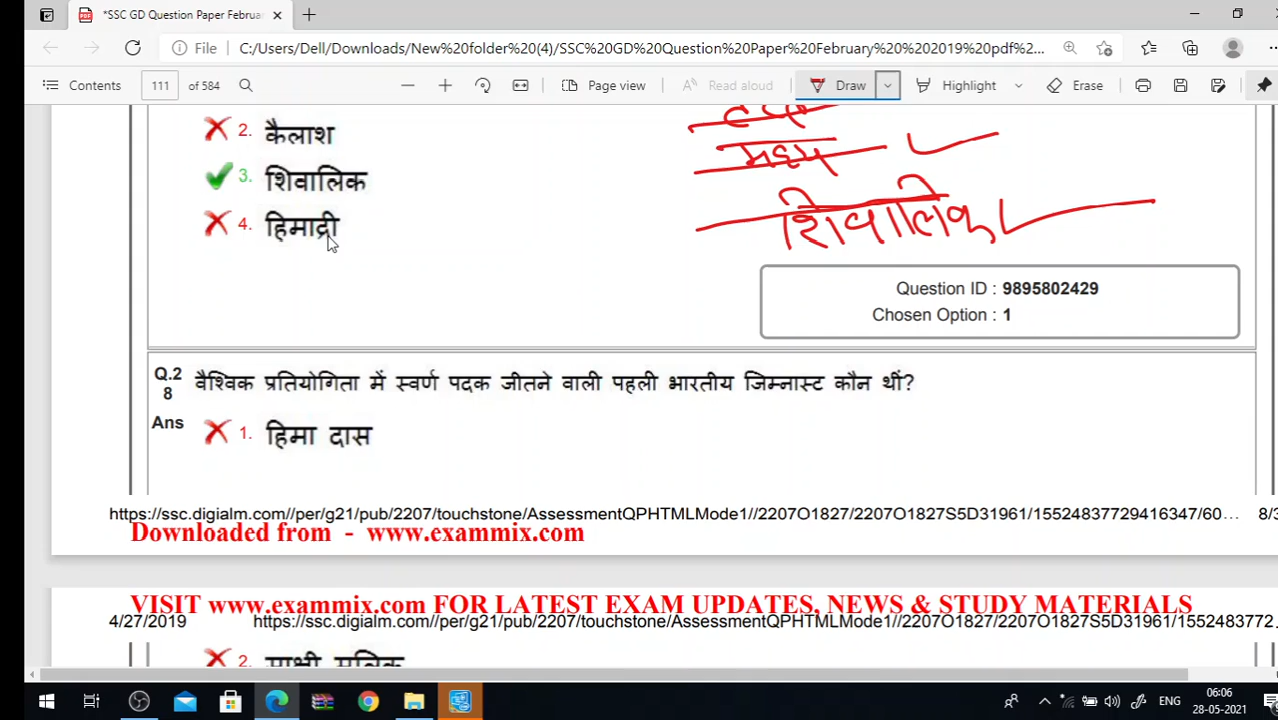 *SSC GD Question Paper Februa
File C:/Users/Dell/Downloads/New%20folder%20(4)/SSC%20GD%20Question%20Paper%20February%20%202019%20pdf%...
Contents 111 of 584 Page view Read aloud Draw Highlight Erase
2. कैलाश
मध्य
3. शिवालिक
शिवालिक
4. हिमाद्री
Question ID : 9895802429
Chosen Option : 1
Q.2
8
वैश्विक प्रतियोगिता में स्वर्ण पदक जीतने वाली पहली भारतीय जिम्नास्ट कौन थीं?
Ans 1. हिमा दास
https://ssc.digialm.com//per/g21/pub/2207/touchstone/AssessmentQPHTMLMode1//2207O1827/2207O1827S5D31961/15524837729416347/60… 8/3
Downloaded from - www.exammix.com
VISIT www.exammix.com FOR LATEST EXAM UPDATES, NEWS & STUDY MATERIALS
4/27/2019 https://ssc.digialm.com//per/g21/pub/2207/touchstone/AssessmentQPHTMLMode1//2207O1827/2207O1827S5D31961/1552483772
2. साक्षी मलिक
ENG 06:06
28-05-2021